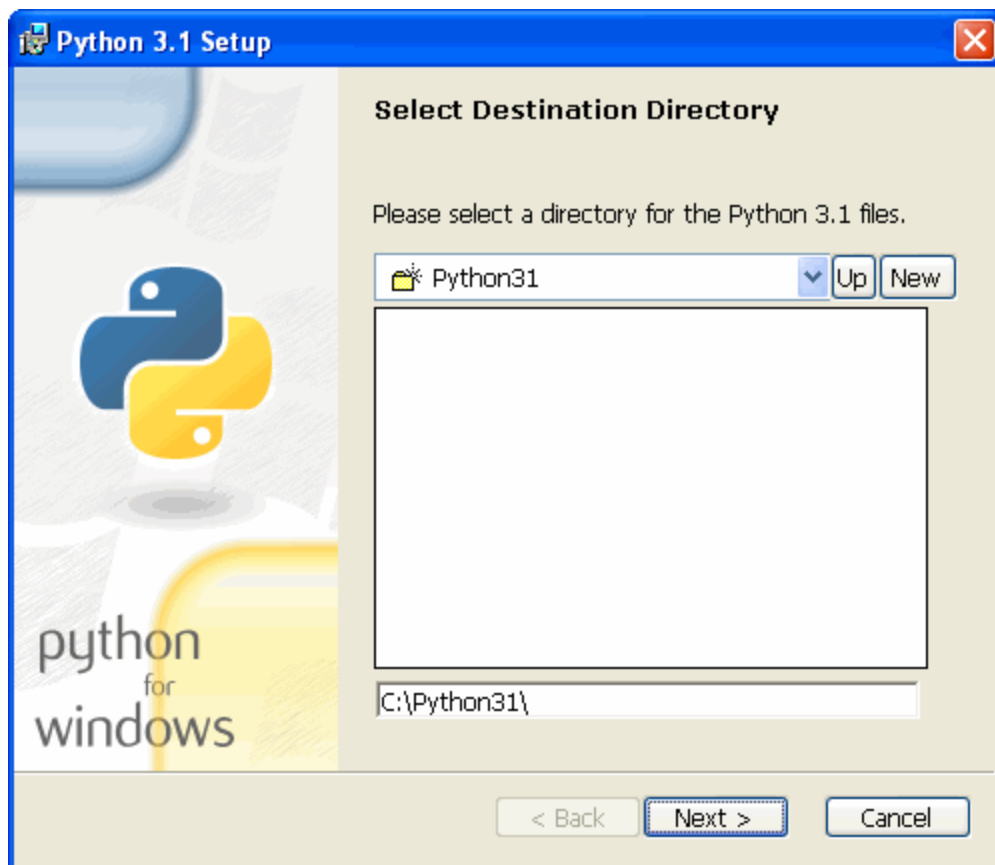 Python 3.1 Setup
Select Destination Directory
Please select a directory for the Python 3.1 files.
Python31
Up
New
C:\Python31\
python
for
windows
< Back
Next >
Cancel